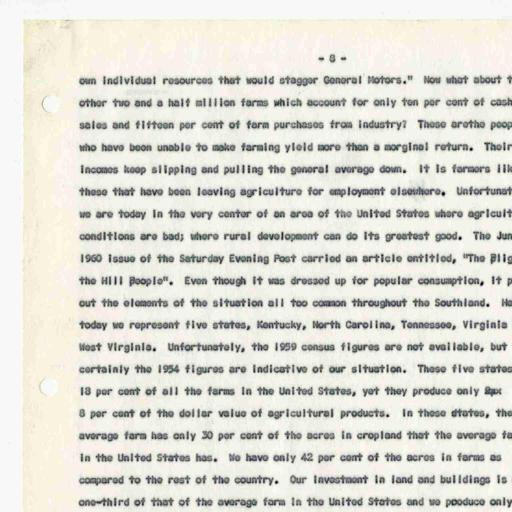 - 8 -
own individual resources that would stagger General Motors." Now what about t
other two and a half million farms which account for only ten per cent of cash
sales and fifteen per cent of farm purchases from industry? These arethe peop
who have been unable to make farming yield more than a marginal return. Their
incomes keep slipping and pulling the general average down. It is farmers lik
these that have been leaving agriculture for employment elsewhere. Unfortunat
we are today in the very center of an area of the United States where agricult
conditions are bad; where rural development can do its greatest good. The Jun
1960 issue of the Saturday Evening Post carried an article entitled, "The Plig
the Hill People". Even though it was dressed up for popular consumption, it p
out the elements of the situation all too common throughout the Southland. He
today we represent five states, Kentucky, North Carolina, Tennessee, Virginia
West Virginia. Unfortunately, the 1959 census figures are not available, but
certainly the 1954 figures are indicative of our situation. These five states
18 per cent of all the farms in the United States, yet they produce only
8 per cent of the dollar value of agricultural products. In these states, the
average farm has only 30 per cent of the acres in cropland that the average fa
in the United States has. We have only 42 per cent of the acres in farms as
compared to the rest of the country. Our investment in land and buildings is
one-third of that of the average farm in the United States and we produce only